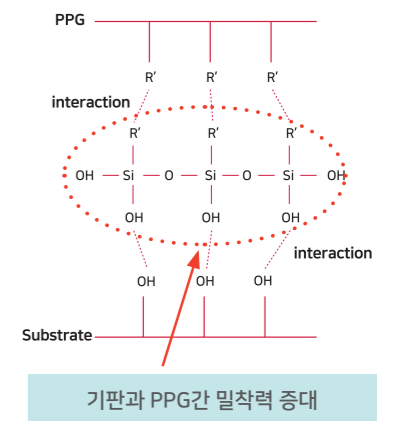 PPG
R' R' R'
interaction
R' R' R'
OH Si O Si O Si OH
OH OH OH
interaction
OH OH OH
Substrate
기판과 PPG간 밀착력 증대